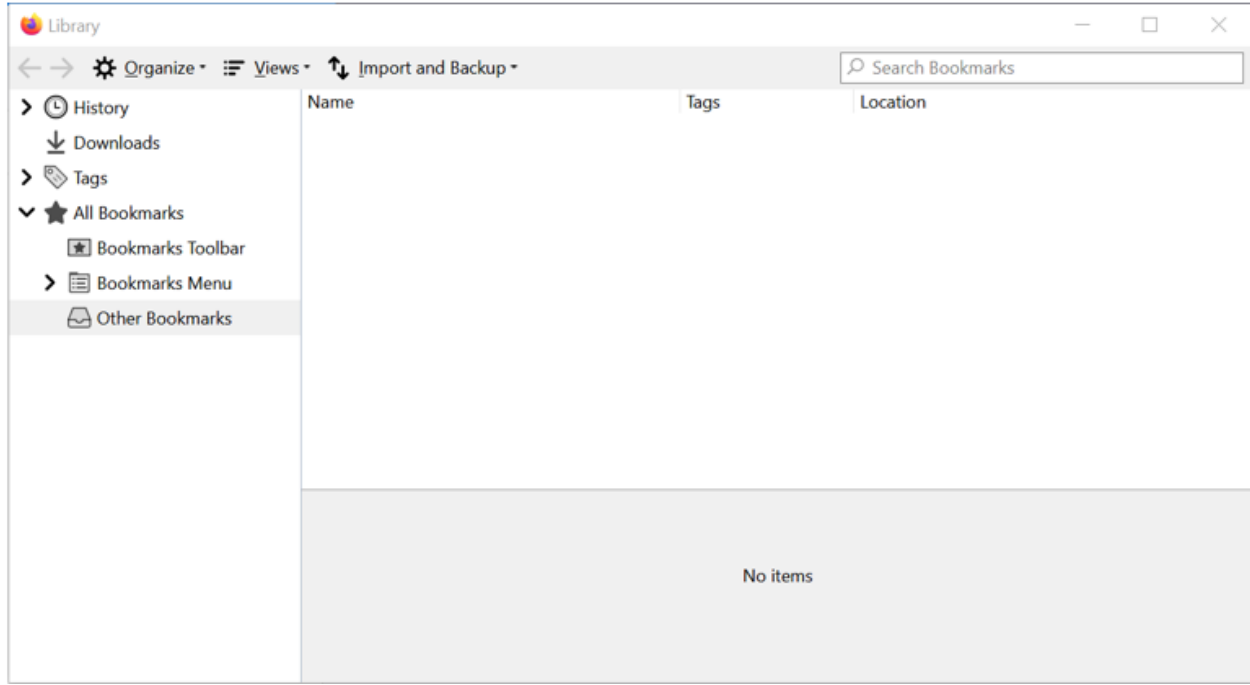 Library
Organize Views Import and Backup Search Bookmarks
History
Downloads
Tags
All Bookmarks
Bookmarks Toolbar
Bookmarks Menu
Other Bookmarks
Name Tags Location
No items